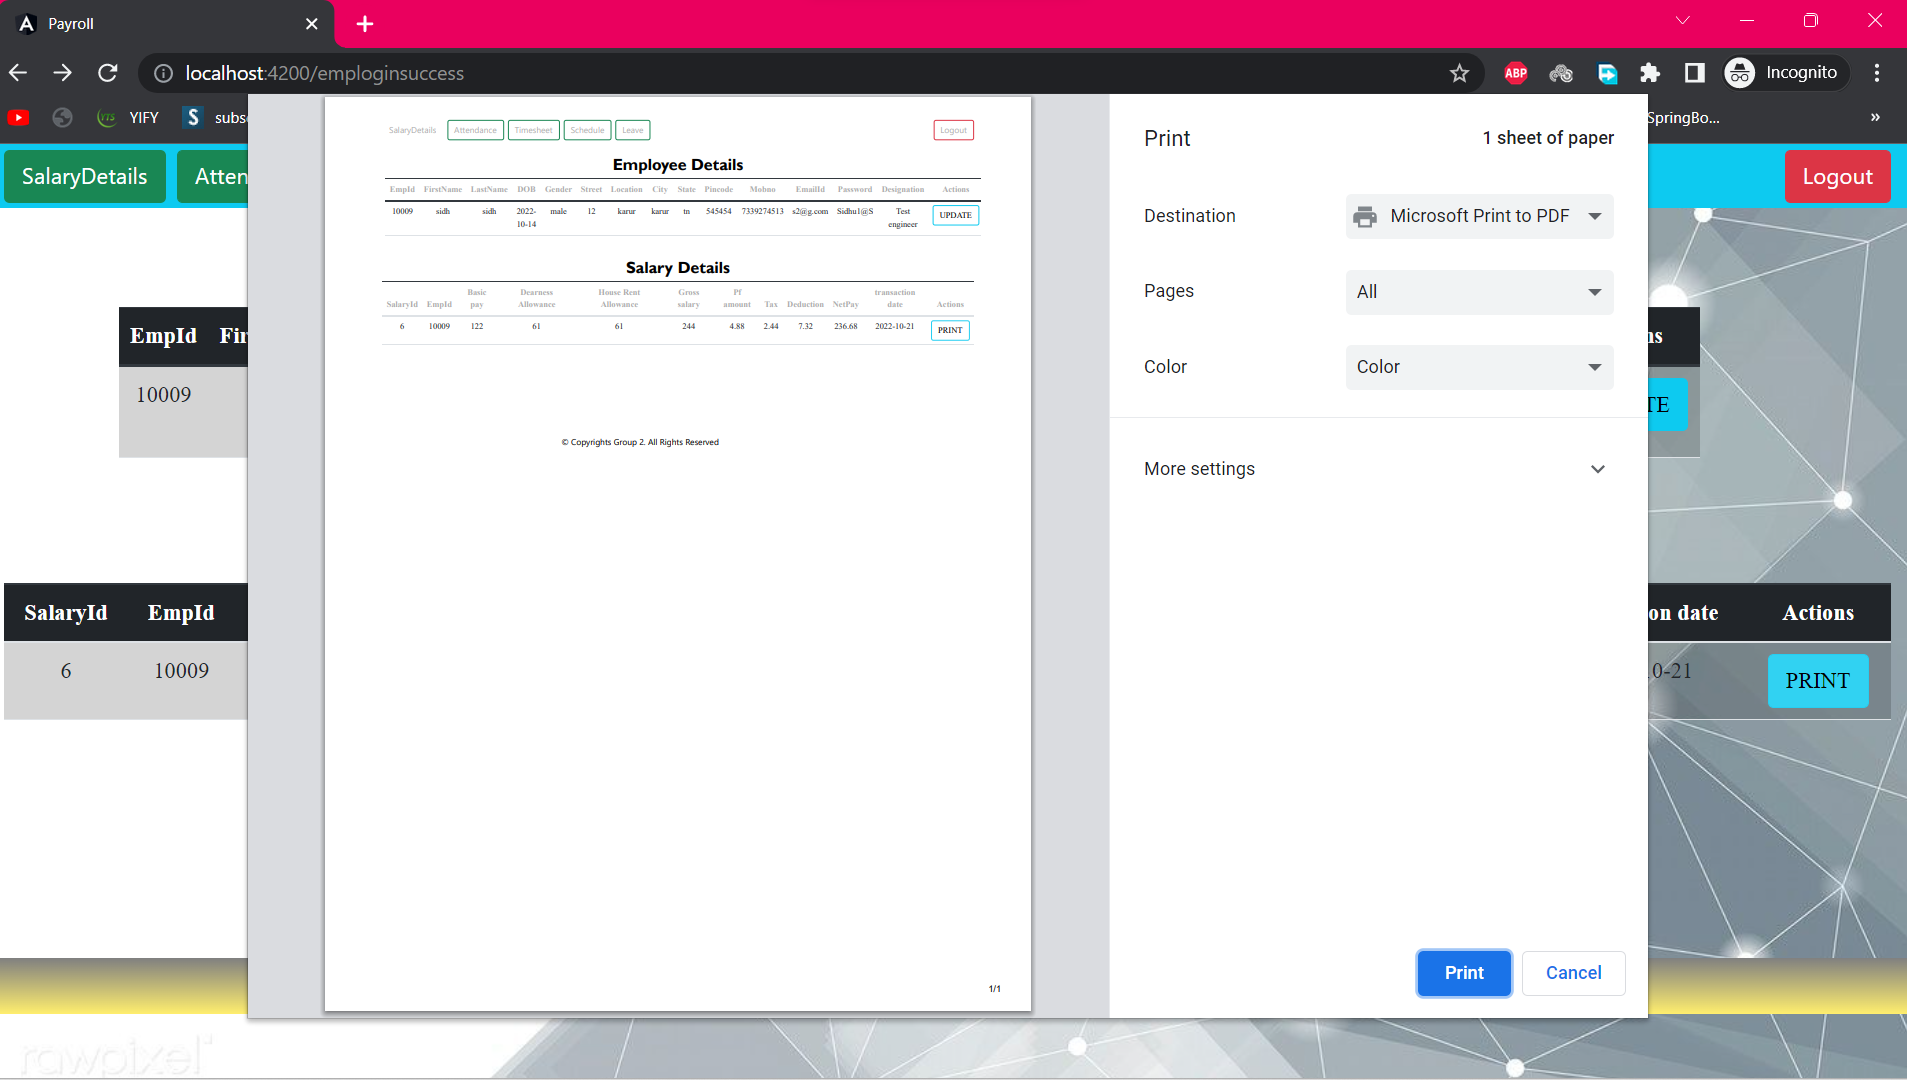 Payroll
localhost:4200/emploginsuccess
ABP
Incognito
YTS YIFY S subs
SpringBo... »
SalaryDetails Atten Logout
EmpId Fir ns
10009 TE
SalaryId EmpId on date Actions
6 10009 0-21 PRINT
SalaryDetails Attendance Timesheet Schedule Leave Logout
Employee Details
EmpId FirstName LastName DOB Gender Street Location City State Pincode Mobno EmailId Password Designation Actions
10009 sidh sidh 2022- male 12 karur karur tn 545454 7339274513 s2@g.com Sidhu1@S Test UPDATE
10-14 engineer
Salary Details
Basic Dearness House Rent Gross Pf transaction
SalaryId EmpId pay Allowance Allowance salary amount Tax Deduction NetPay date Actions
6 10009 122 61 61 244 4.88 2.44 7.32 236.68 2022-10-21 PRINT
© Copyrights Group 2. All Rights Reserved
1/1
Print 1 sheet of paper
Destination Microsoft Print to PDF
Pages All
Color Color
More settings
Print Cancel
rawpixel